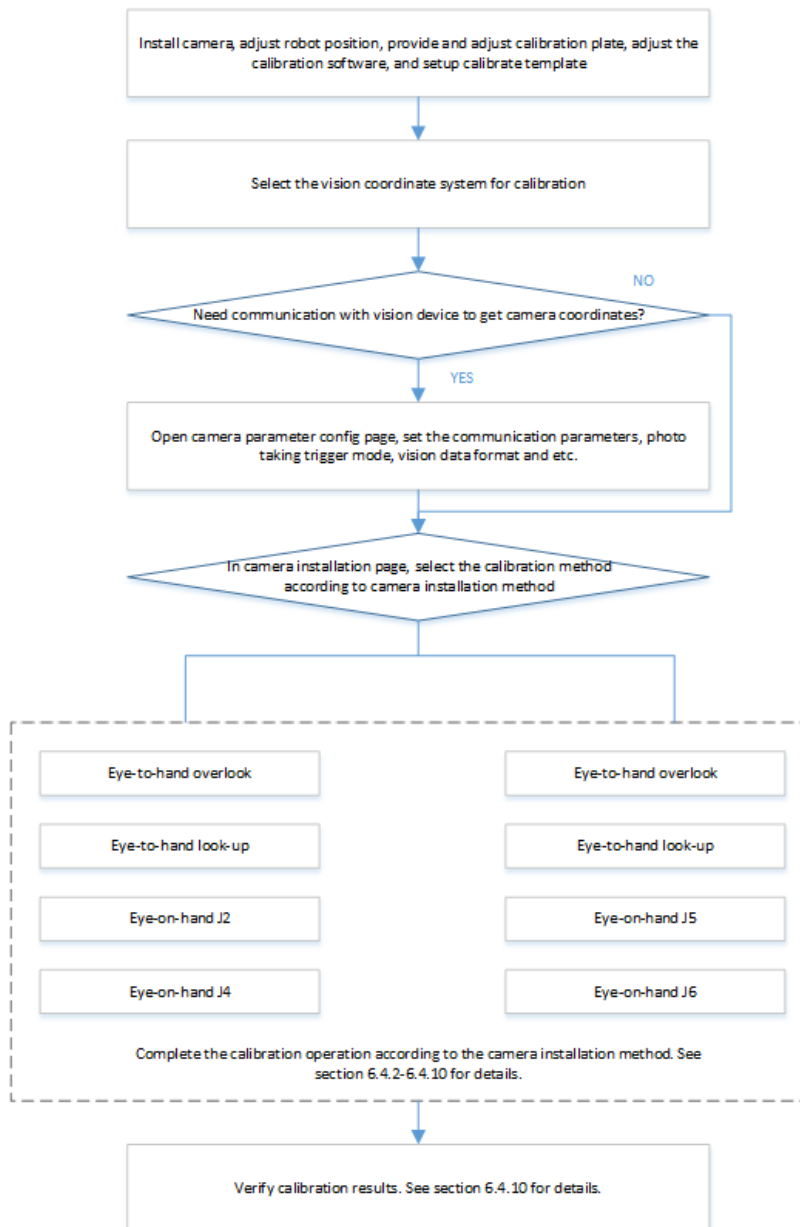 Install camera, adjust robot position, provide and adjust calibration plate, adjust the
calibration software, and setup calibrate template
Select the vision coordinate system for calibration
NO
Need communication with vision device to get camera coordinates?
YES
Open camera parameter config page, set the communication parameters, photo
taking trigger mode, vision data format and etc.
In camera installation page, select the calibration method
according to camera installation method
Eye-to-hand overlook
Eye-to-hand look-up
Eye-on-hand J2
Eye-on-hand J4
Eye-to-hand overlook
Eye-to-hand look-up
Eye-on-hand J5
Eye-on-hand J6
Complete the calibration operation according to the camera installation method. See
section 6.4.2-6.4.10 for details.
Verify calibration results. See section 6.4.10 for details.